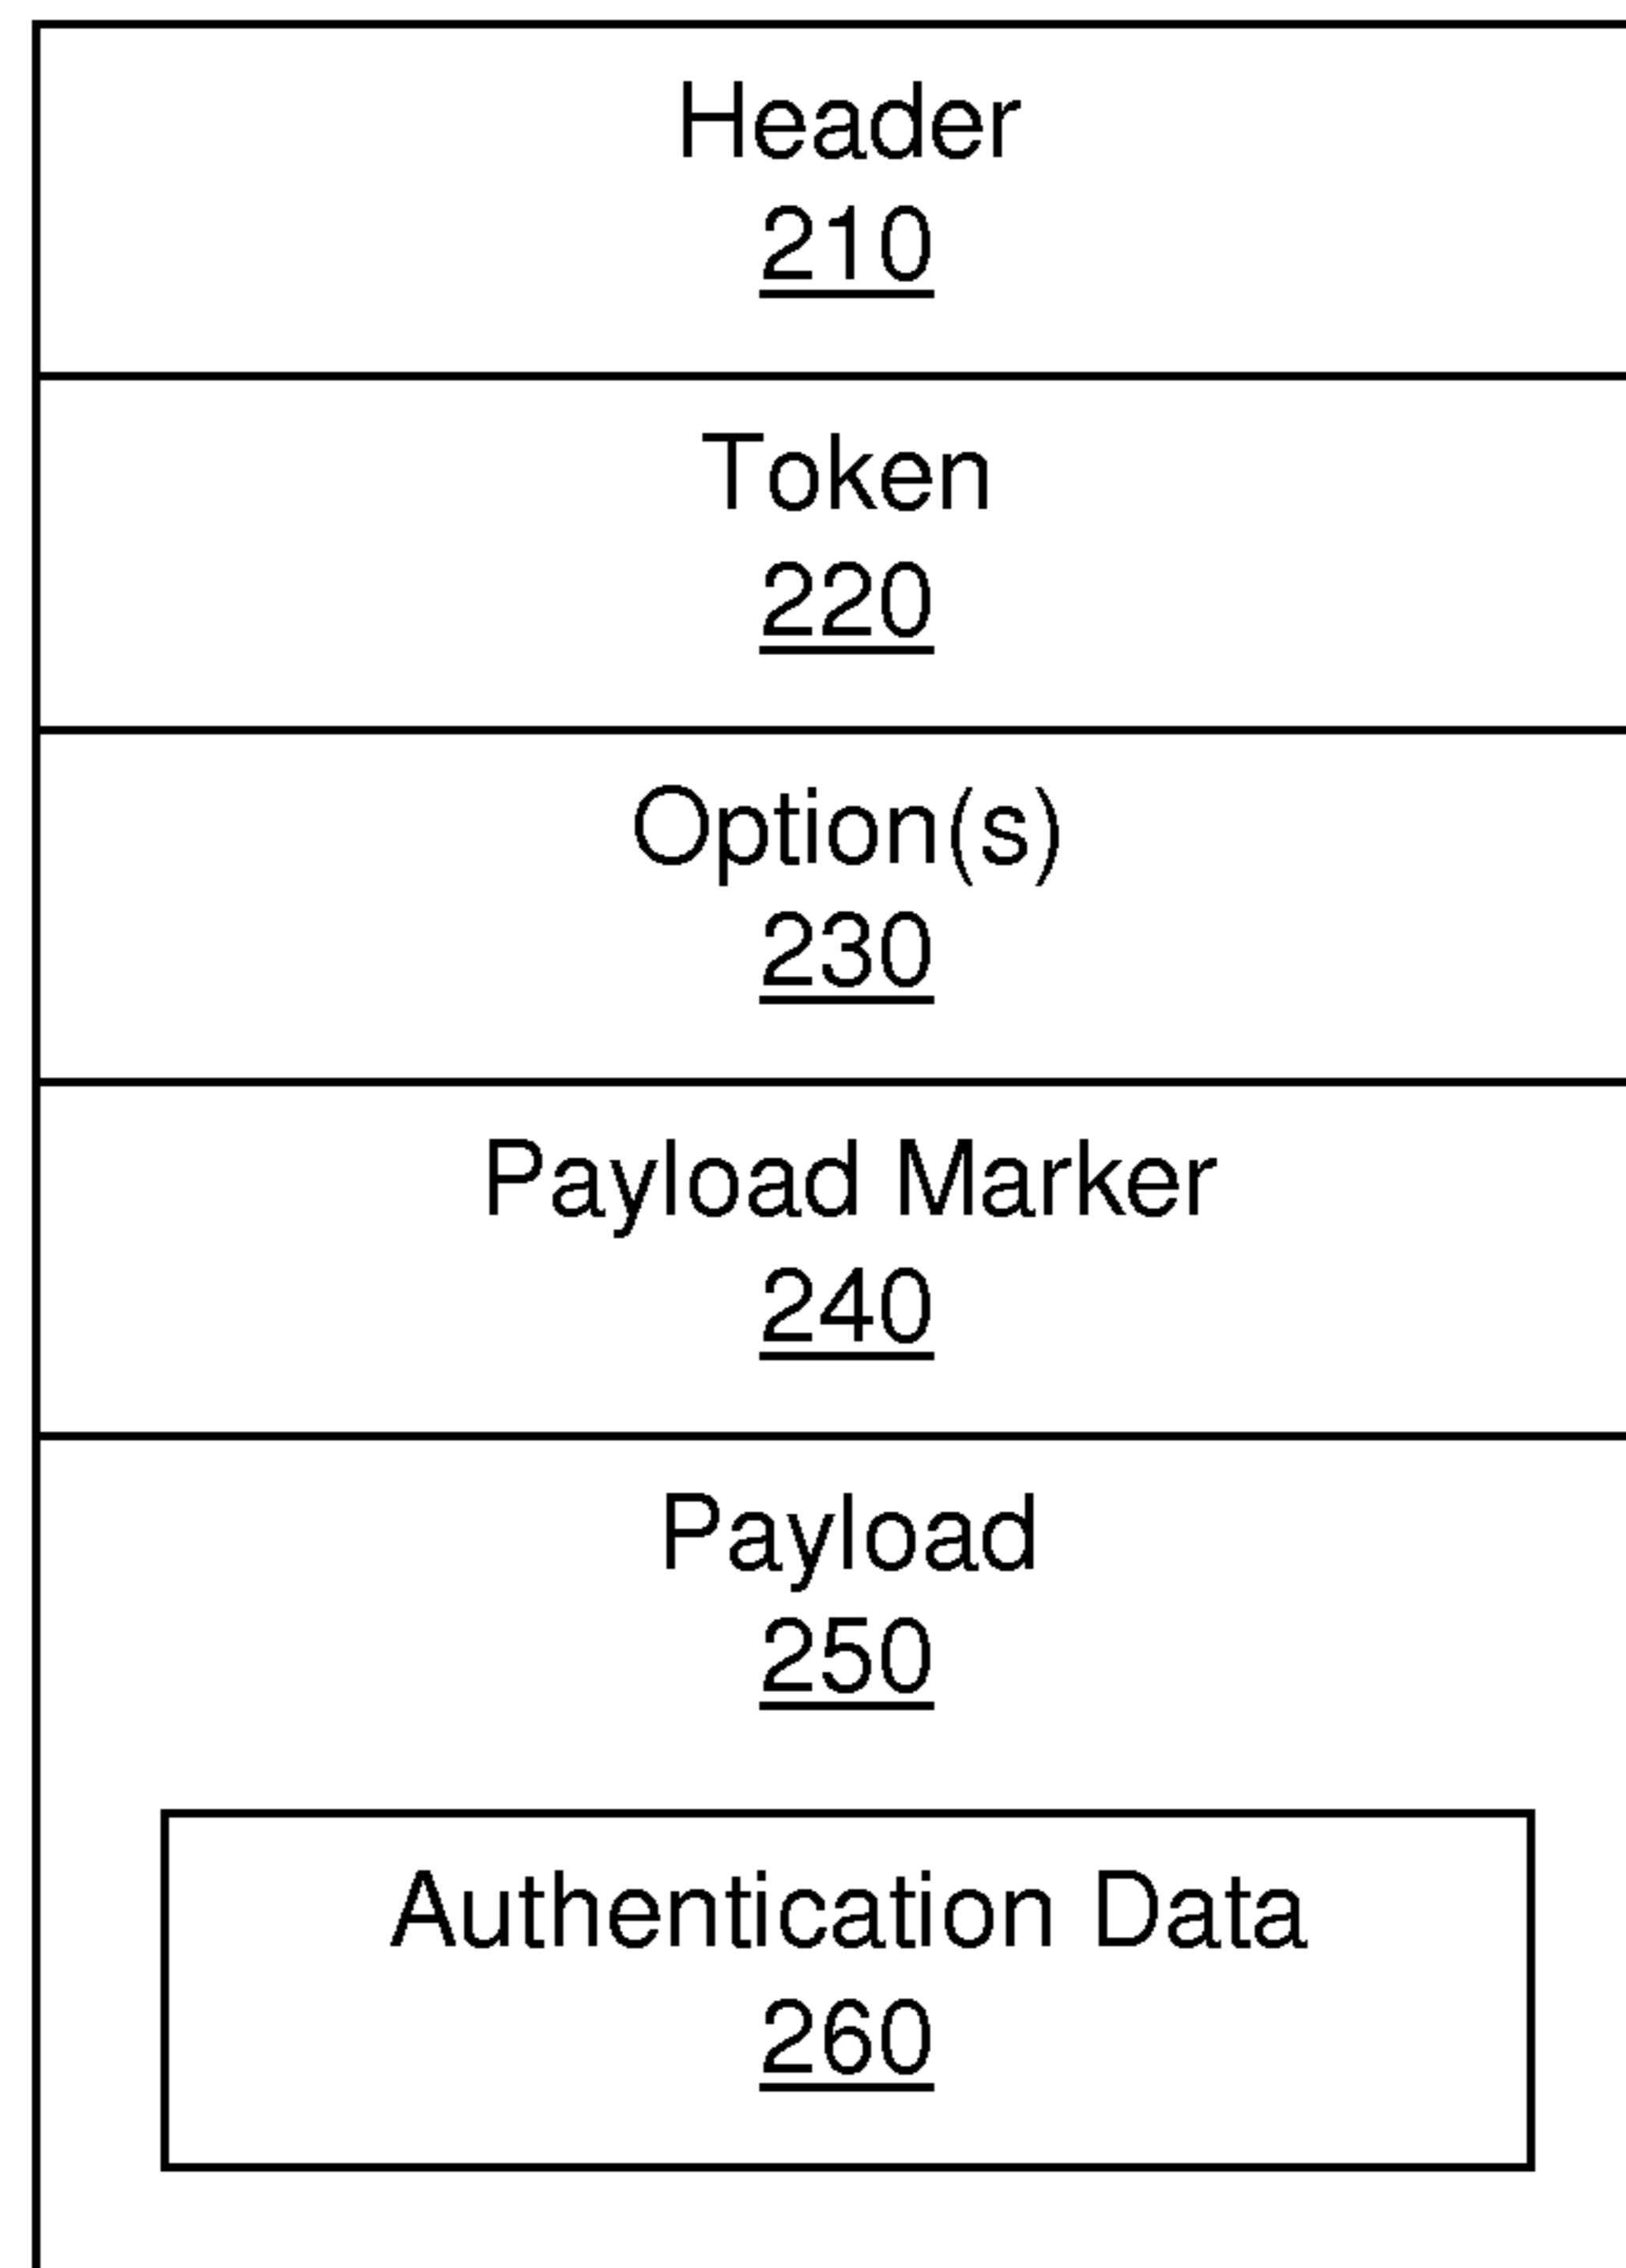 Header
210
Token
220
Option(s)
230
Payload Marker
240
Payload
250
Authentication Data
260